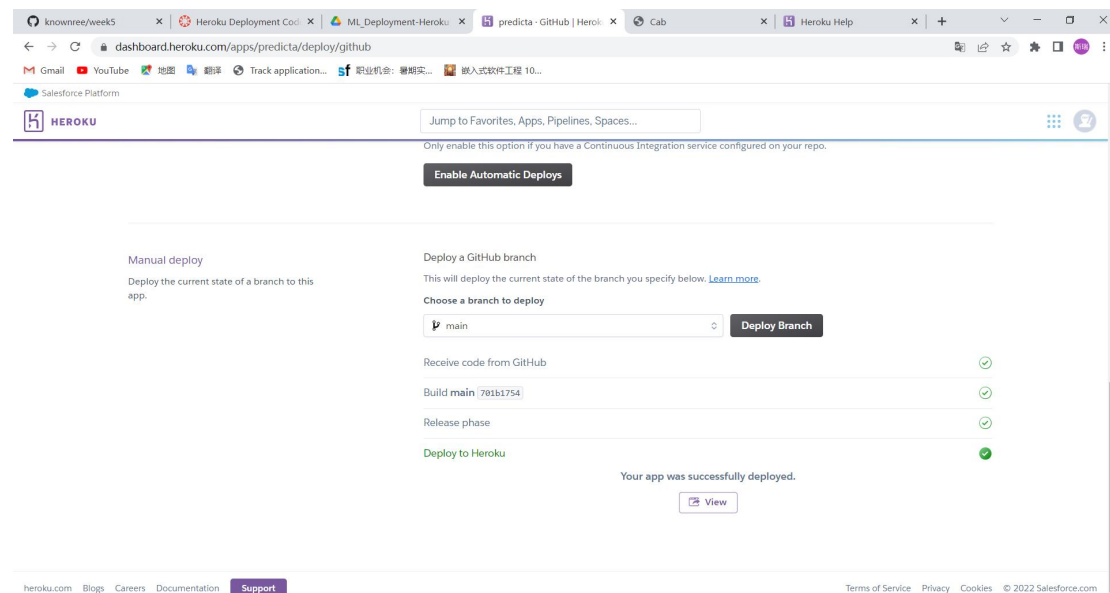 knownree/week5
Heroku Deployment Cod
ML_Deployment-Heroku
predicta · GitHub | Herok
Cab
Heroku Help
dashboard.heroku.com/apps/predicta/deploy/github
Gmail YouTube 地图 翻译 Track application... 职业机会：暑期实... 嵌入式软件工程 10...
Salesforce Platform
HEROKU
Jump to Favorites, Apps, Pipelines, Spaces...
Only enable this option if you have a Continuous Integration service configured on your repo.
Enable Automatic Deploys
Manual deploy
Deploy the current state of a branch to this
app.
Deploy a GitHub branch
This will deploy the current state of the branch you specify below. Learn more.
Choose a branch to deploy
main
Deploy Branch
Receive code from GitHub
Build main 701b1754
Release phase
Deploy to Heroku
Your app was successfully deployed.
View
heroku.com Blogs Careers Documentation Support
Terms of Service Privacy Cookies © 2022 Salesforce.com